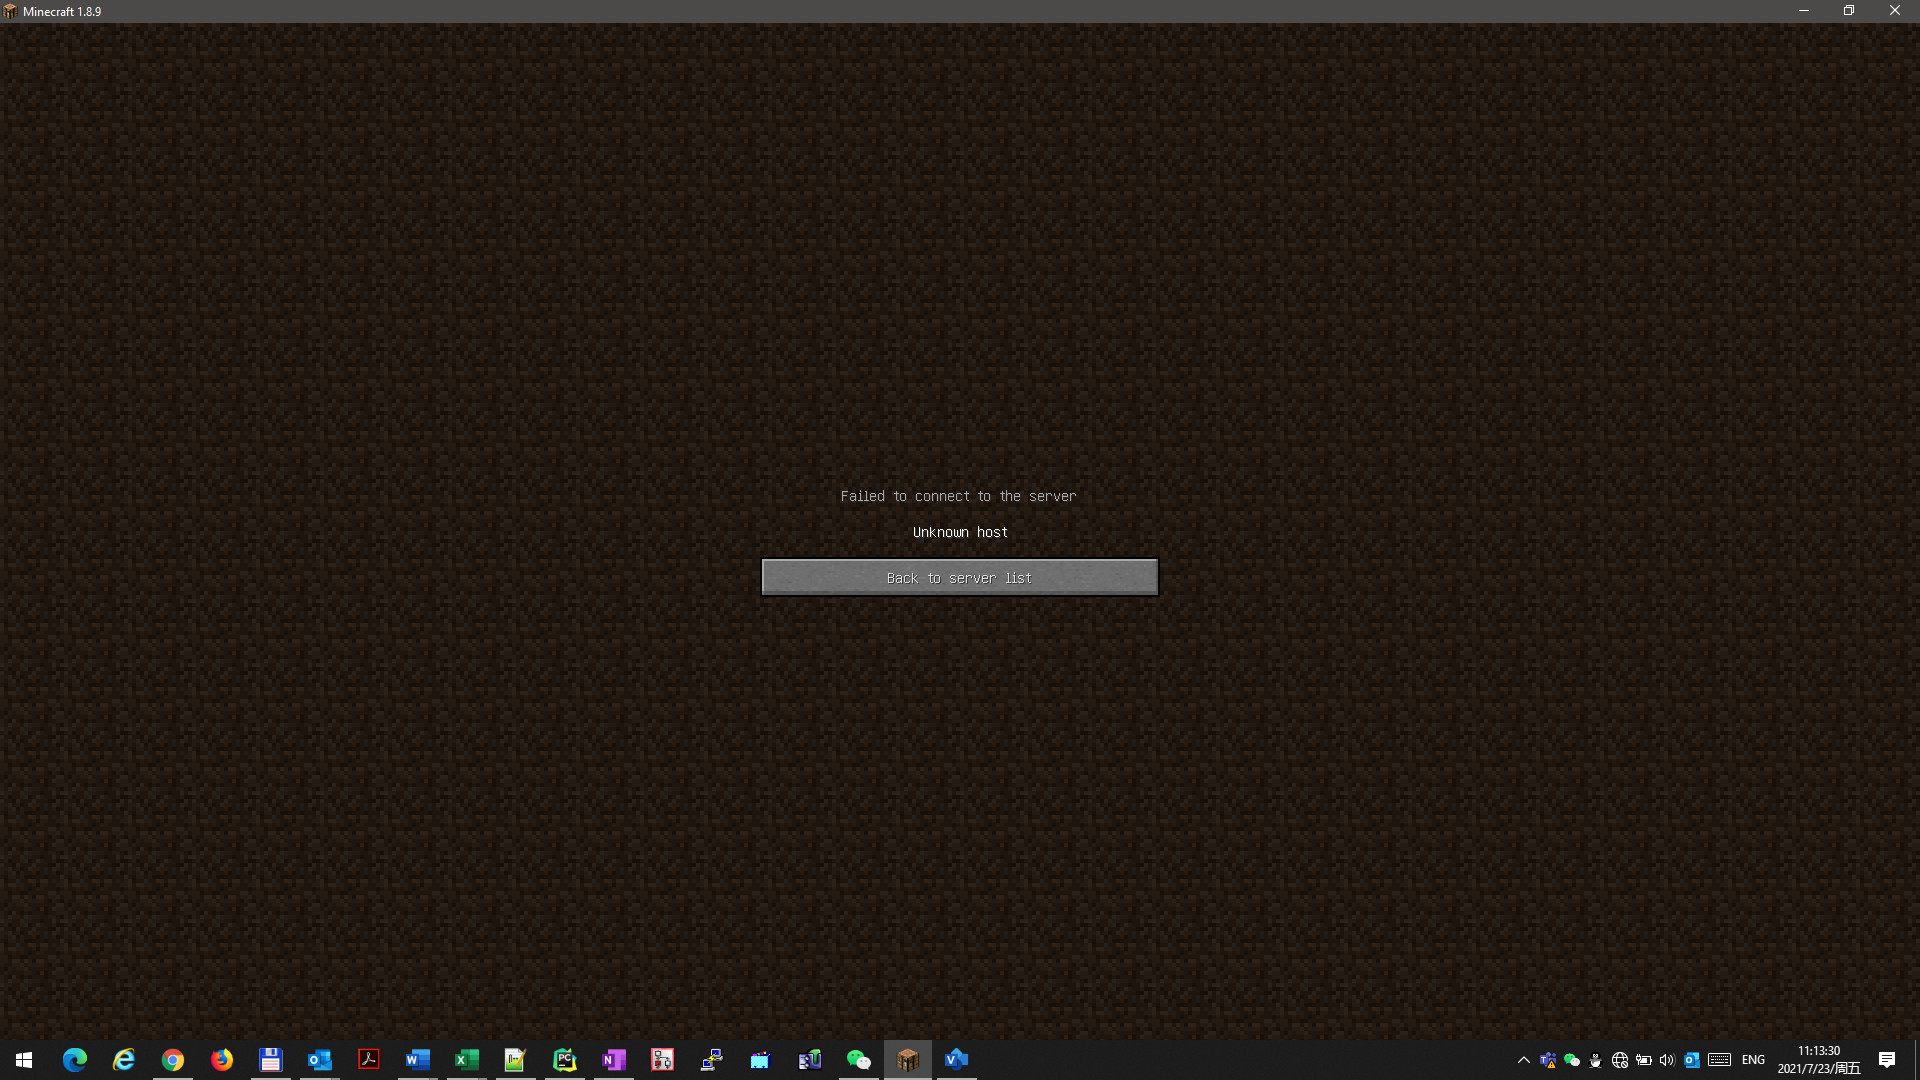 Minecraft 1.8.9
Failed to connect to the server
Unknown host
Back to server list
ENG
11:13:30
2021/7/23/周五